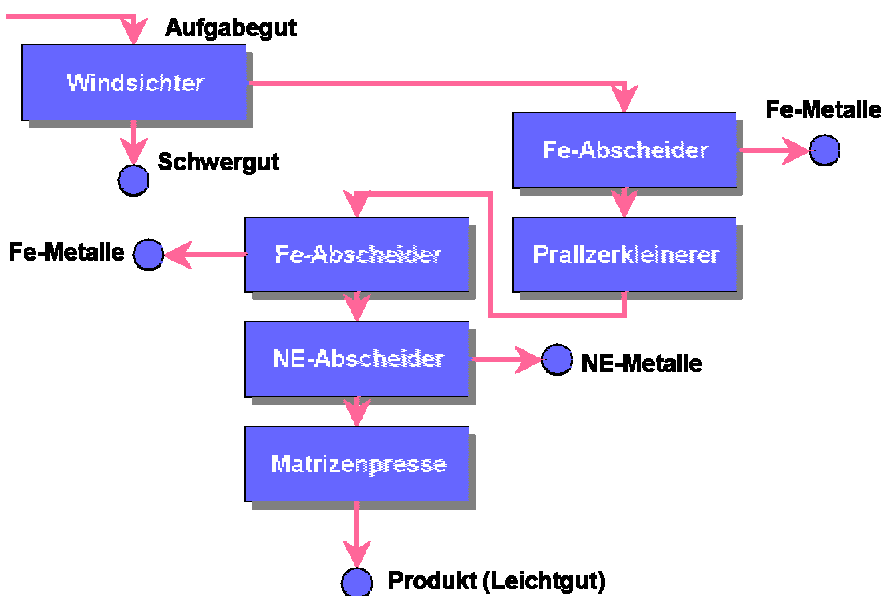 Aufgabegut
Windsichter
Fe-Metalle
Fe-Abscheider
Schwergut
Fe-Metalle
Fe-Abscheider
Prallzerkleinerer
NE-Abscheider
NE-Metalle
Matrizenpresse
Produkt (Leichtgut)